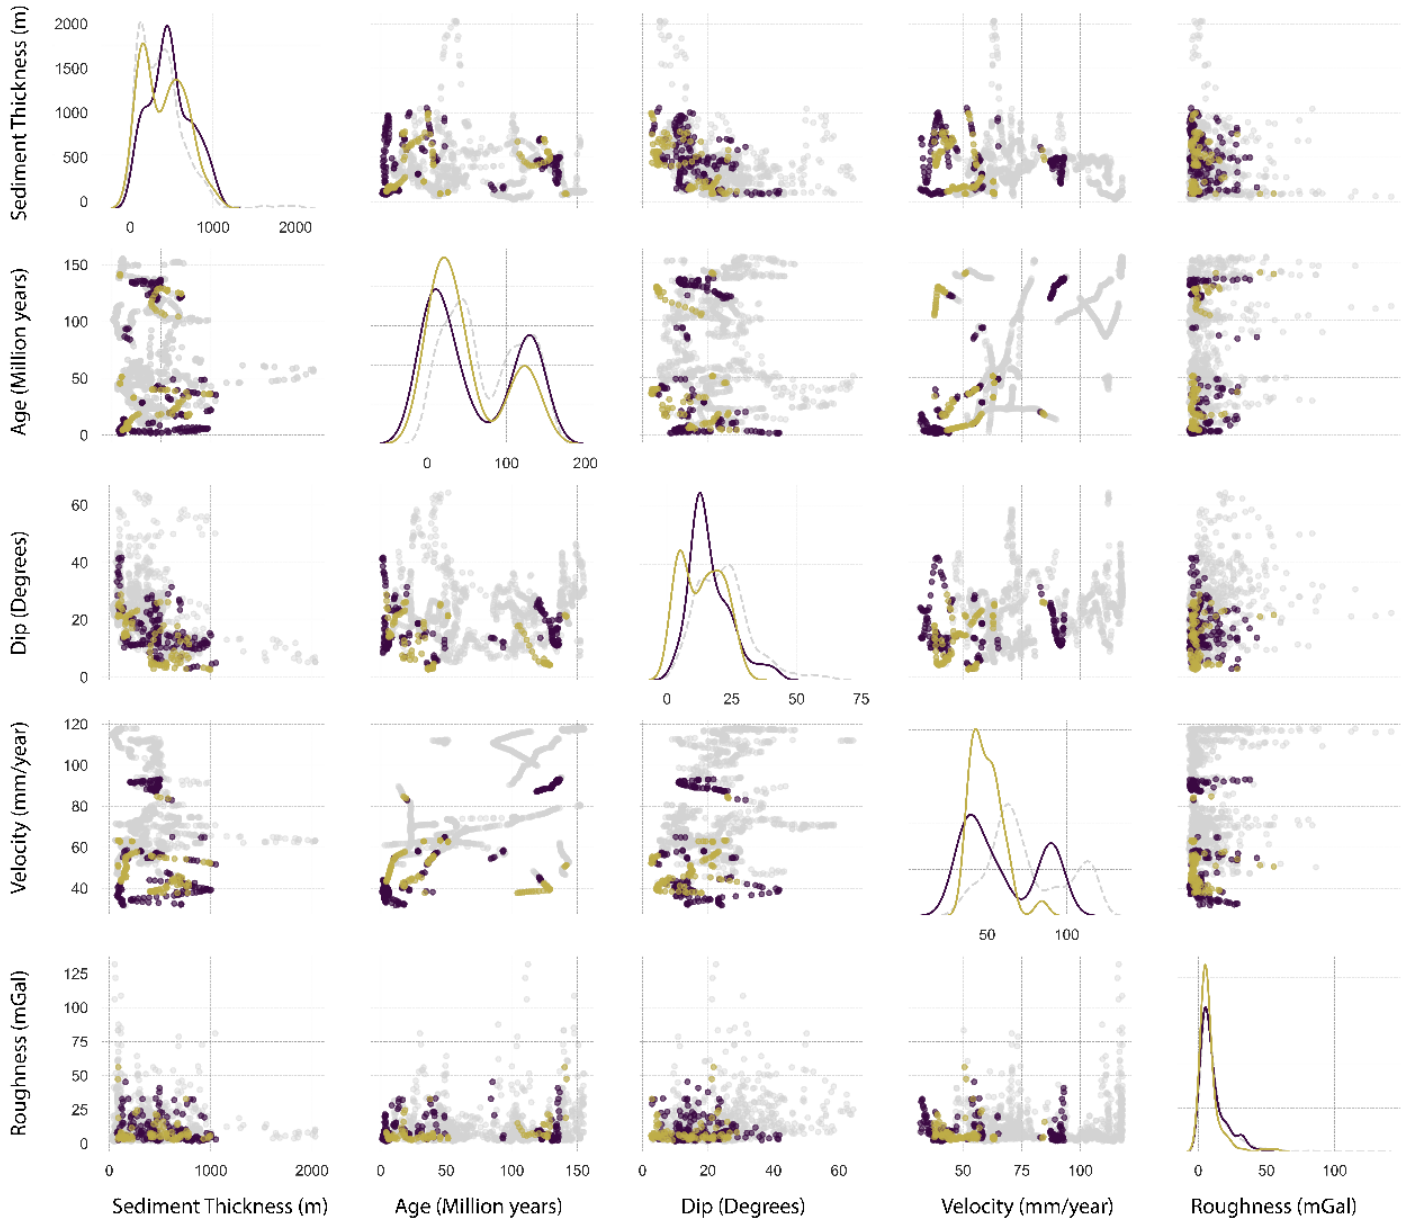 Sediment Thickness (m)
2000
1500
1000
500
0
0 1000 2000
Age (Million years)
150
100
50
0
0 100 200
Dip (Degrees)
60
40
20
0
0 25 50 75
Velocity (mm/year)
120
100
80
60
40
50 100
Roughness (mGal)
125
100
75
50
25
0
0 50 100
0 1000 2000 0 50 100 150 0 20 40 60 50 75 100
Sediment Thickness (m) Age (Million years) Dip (Degrees) Velocity (mm/year) Roughness (mGal)